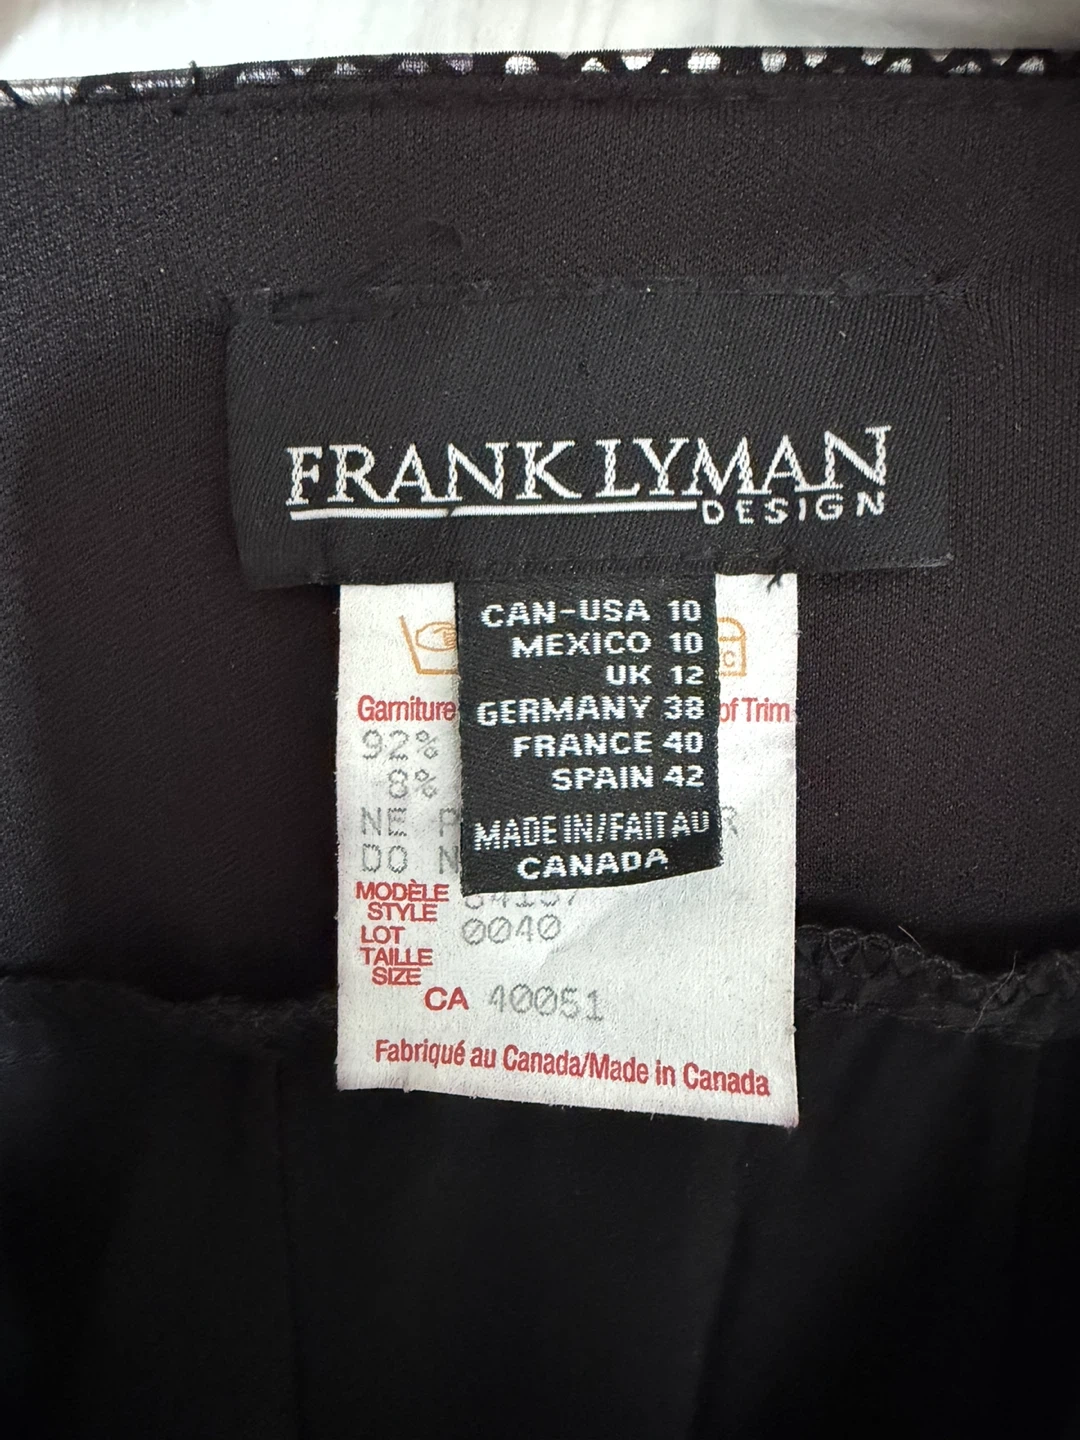 FRANK LYMAN
DESIGN
CAN-USA 10
MEXICO 10
UK 12
GERMANY 38
FRANCE 40
SPAIN 42
MADE IN/FAIT AU
CANADA
C
Garniture of Trim
92%
8%
NE
DO
MODÈLE
STYLE
LOT 0040
TAILLE
SIZE
CA 40051
Fabriqué au Canada/Made in Canada